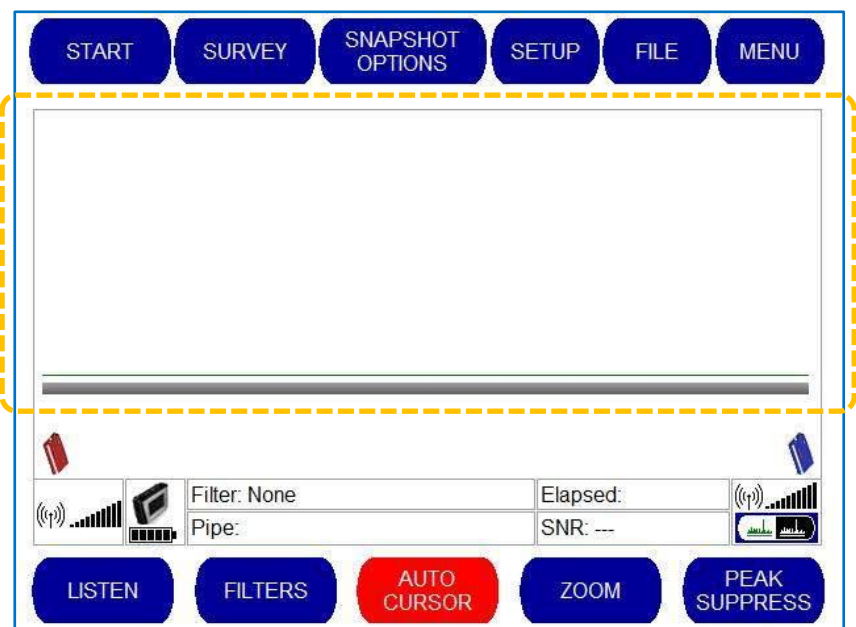 START
SURVEY
SNAPSHOT
OPTIONS
SETUP
FILE
MENU
Filter: None
Elapsed:
Pipe:
SNR: ---
LISTEN
FILTERS
AUTO
CURSOR
ZOOM
PEAK
SUPPRESS